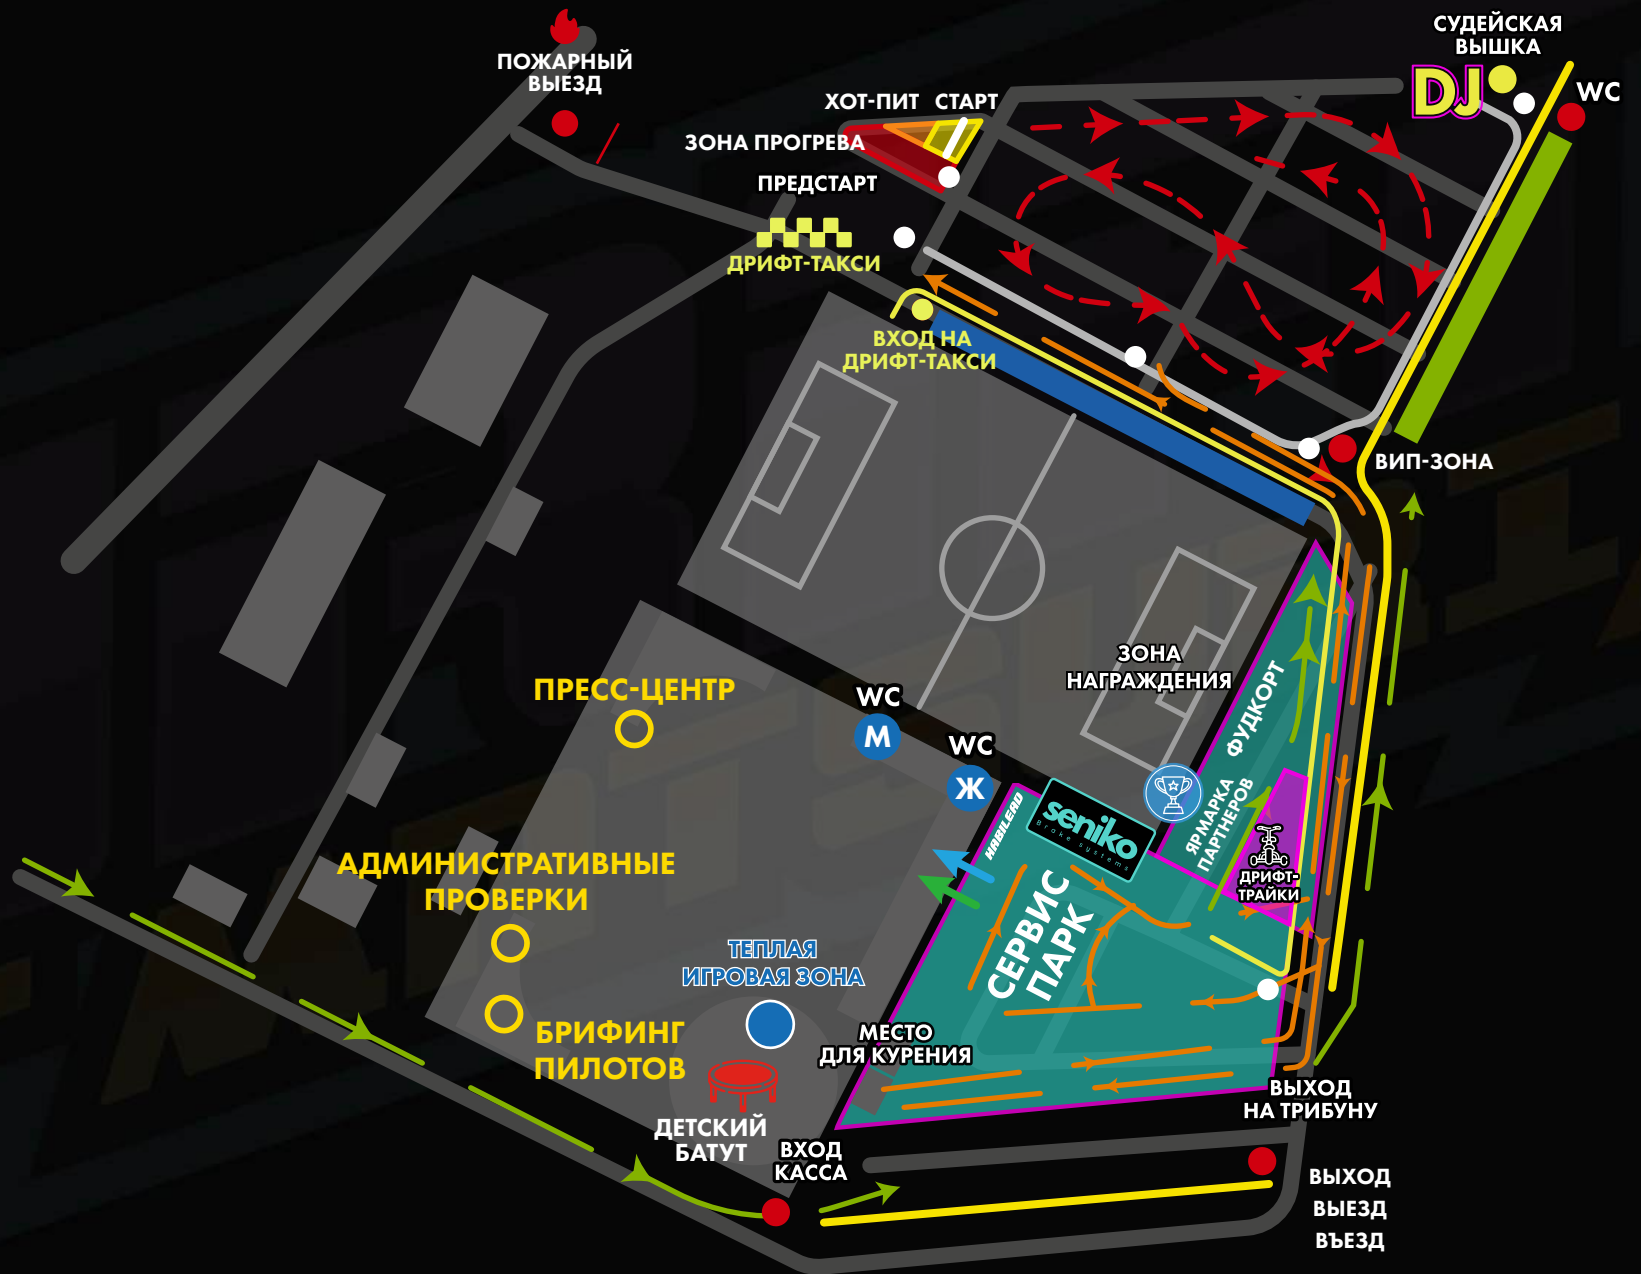 СУДЕЙСКАЯ
ВЫШКА
DJ
WC
ПОЖАРНЫЙ
ВЫЕЗД
ХОТ-ПИТ СТАРТ
ЗОНА ПРОГРЕВА
ПРЕДСТАРТ
ДРИФТ-ТАКСИ
ВХОД НА
ДРИФТ-ТАКСИ
ВИП-ЗОНА
ЗОНА
НАГРАЖДЕНИЯ
ФУДКОРТ
ПРЕСС-ЦЕНТР
WC
М
WC
Ж
HABILEAD
seniko
Brake systems
ЯРМАРКА
ПАРТНЕРОВ
ДРИФТ-
ТРАЙКИ
АДМИНИСТРАТИВНЫЕ
ПРОВЕРКИ
СЕРВИС
ПАРК
ТЕПЛАЯ
ИГРОВАЯ ЗОНА
БРИФИНГ
ПИЛОТОВ
МЕСТО
ДЛЯ КУРЕНИЯ
ДЕТСКИЙ
БАТУТ
ВХОД
КАССА
ВЫХОД
НА ТРИБУНУ
ВЫХОД
ВЫЕЗД
ВЪЕЗД